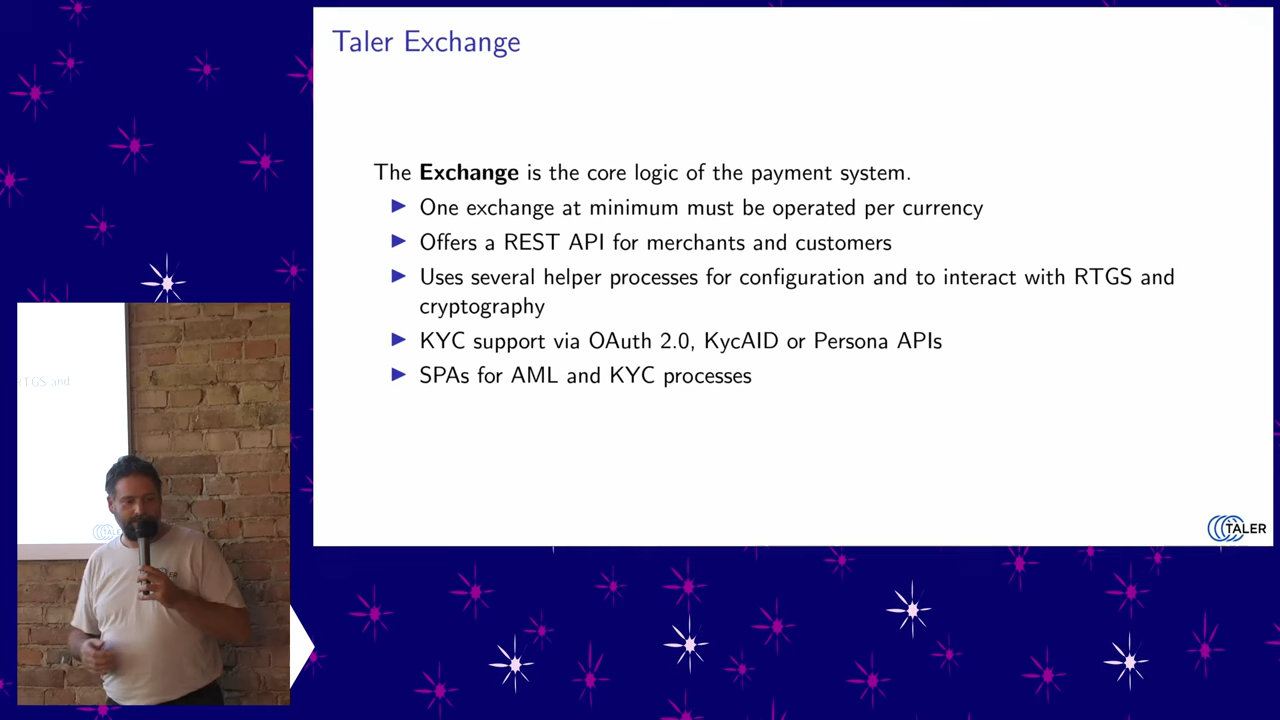 Taler Exchange
The Exchange is the core logic of the payment system.
One exchange at minimum must be operated per currency
Offers a REST API for merchants and customers
Uses several helper processes for configuration and to interact with RTGS and
cryptography
KYC support via OAuth 2.0, KycAID or Persona APIs
SPAs for AML and KYC processes
TALER
RTGS and
TALER